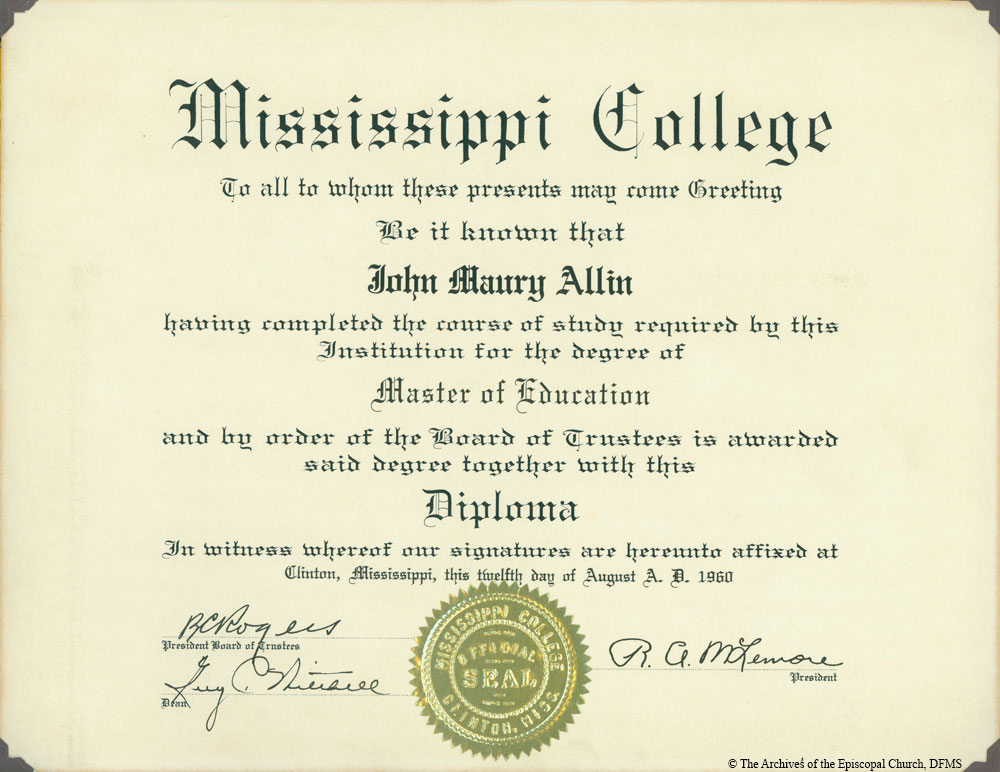 Mississippi College
To all to whom these presents may come Greeting
Be it known that
John Maury Allin
having completed the course of study required by this
Institution for the degree of
Master of Education
and by order of the Board of Trustees is awarded
said degree together with this
Diploma
In witness whereof our signatures are hereunto affixed at
Clinton, Mississippi, this twelfth day of August A. D. 1960
R C Rogers
President Board of Trustees
Dean
MISSISSIPPI COLLEGE
OFFICIAL
SEAL
CLINTON, MISS.
R. A. McLemore
President
© The Archives of the Episcopal Church, DFMS